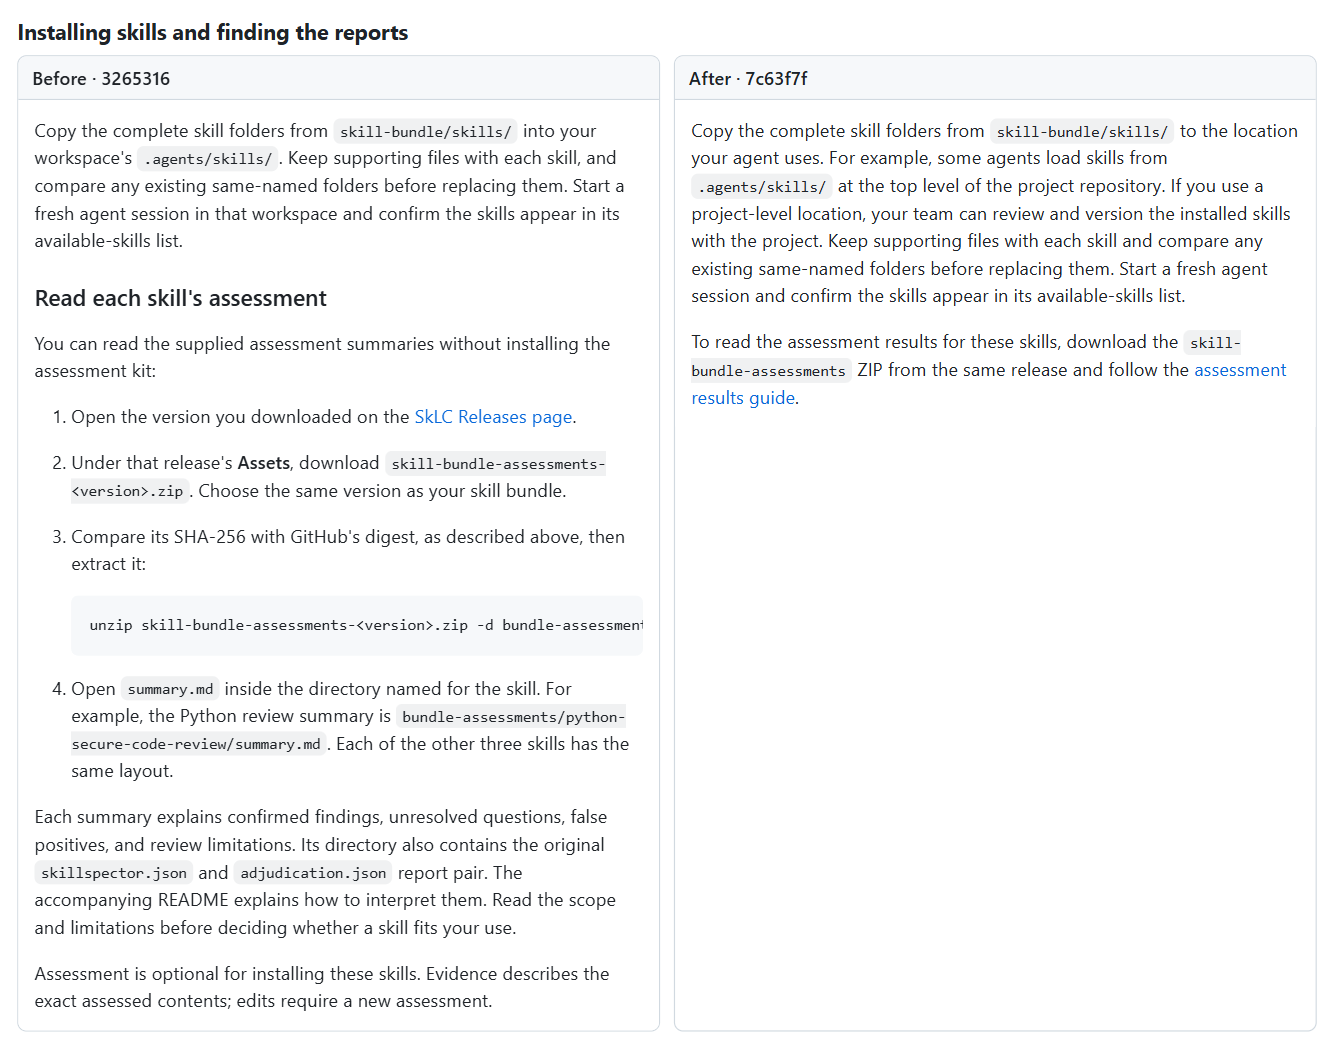 Installing skills and finding the reports
Before · 3265316
Copy the complete skill folders from skill-bundle/skills/ into your
workspace's .agents/skills/ . Keep supporting files with each skill, and
compare any existing same-named folders before replacing them. Start a
fresh agent session in that workspace and confirm the skills appear in its
available-skills list.
Read each skill's assessment
You can read the supplied assessment summaries without installing the
assessment kit:
1. Open the version you downloaded on the SkLC Releases page.
2. Under that release's Assets, download skill-bundle-assessments-
<version>.zip . Choose the same version as your skill bundle.
3. Compare its SHA-256 with GitHub's digest, as described above, then
extract it:
unzip skill-bundle-assessments-<version>.zip -d bundle-assessment
4. Open summary.md inside the directory named for the skill. For
example, the Python review summary is bundle-assessments/python-
secure-code-review/summary.md . Each of the other three skills has the
same layout.
Each summary explains confirmed findings, unresolved questions, false
positives, and review limitations. Its directory also contains the original
skillspector.json and adjudication.json report pair. The
accompanying README explains how to interpret them. Read the scope
and limitations before deciding whether a skill fits your use.
Assessment is optional for installing these skills. Evidence describes the
exact assessed contents; edits require a new assessment.
After · 7c63f7f
Copy the complete skill folders from skill-bundle/skills/ to the location
your agent uses. For example, some agents load skills from
.agents/skills/ at the top level of the project repository. If you use a
project-level location, your team can review and version the installed skills
with the project. Keep supporting files with each skill and compare any
existing same-named folders before replacing them. Start a fresh agent
session and confirm the skills appear in its available-skills list.
To read the assessment results for these skills, download the skill-
bundle-assessments ZIP from the same release and follow the assessment
results guide.